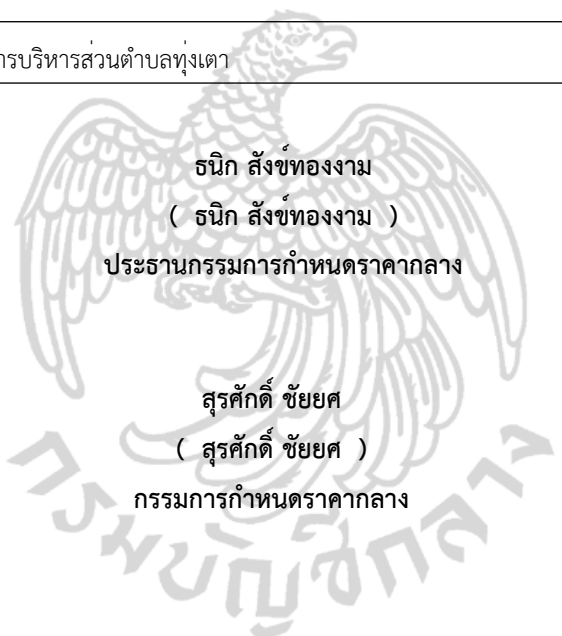 ารบริหารส่วนตำบลทุ่งเตา
ธนิก สังข์ทองงาม
( ธนิก สังข์ทองงาม )
ประธานกรรมการกำหนดราคากลาง
สุรศักดิ์ ชัยยศ
( สุรศักดิ์ ชัยยศ )
กรรมการกำหนดราคากลาง
กรมบัญชีกลาง